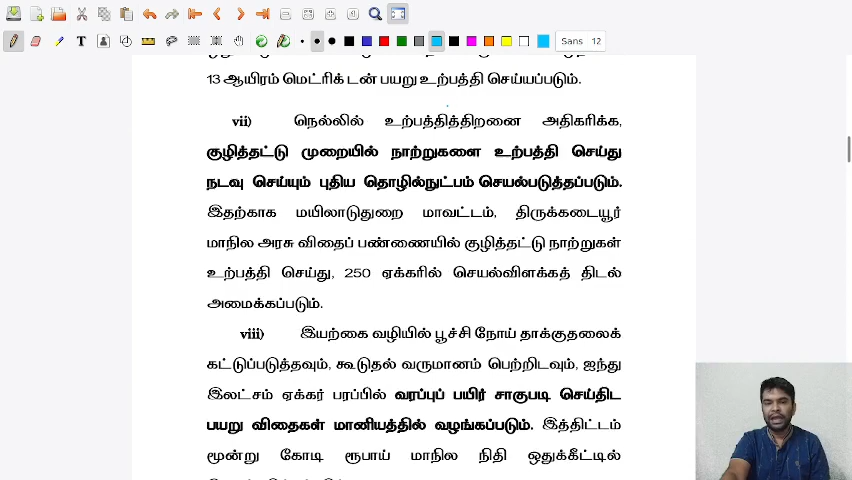 Sans 12
13 ஆயிரம் மெட்ரிக் டன் பயறு உற்பத்தி செய்யப்படும்.
vii) நெல்லில் உற்பத்தித்திறனை அதிகரிக்க,
குழித்தட்டு முறையில் நாற்றுகளை உற்பத்தி செய்து
நடவு செய்யும் புதிய தொழில்நுட்பம் செயல்படுத்தப்படும்.
இதற்காக மயிலாடுதுறை மாவட்டம், திருக்கடையூர்
மாநில அரசு விதைப் பண்ணையில் குழித்தட்டு நாற்றுகள்
உற்பத்தி செய்து, 250 ஏக்கரில் செயல்விளக்கத் திடல்
அமைக்கப்படும்.
viii) இயற்கை வழியில் பூச்சி நோய் தாக்குதலைக்
கட்டுப்படுத்தவும், கூடுதல் வருமானம் பெற்றிடவும், ஐந்து
இலட்சம் ஏக்கர் பரப்பில் வரப்புப் பயிர் சாகுபடி செய்திட
பயறு விதைகள் மானியத்தில் வழங்கப்படும். இத்திட்டம்
மூன்று கோடி ரூபாய் மாநில நிதி ஒதுக்கீட்டில்